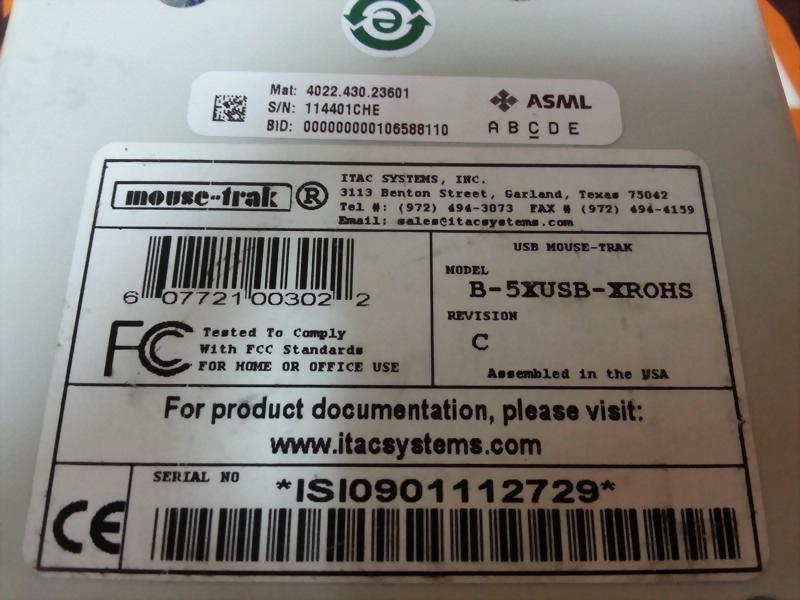 e
Mat: 4022.430.23601
S/N: 114401CHE
BID: 000000000106588110
ASML
A B C D E
mouse-trak ®
ITAC SYSTEMS, INC.
3113 Benton Street, Garland, Texas 75042
Tel #: (972) 494-3073 FAX # (972) 494-4159
Email: sales@itacsystems.com
6 07721 00302 2
FC Tested To Comply
With FCC Standards
FOR HOME OR OFFICE USE
USB MOUSE-TRAK
MODEL
B-5XUSB-XROHS
REVISION
C
Assembled in the USA
For product documentation, please visit:
www.itacsystems.com
CE
SERIAL NO
*ISI0901112729*